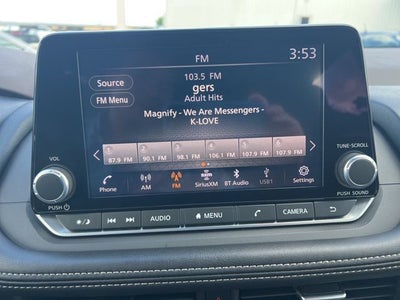 FM
3:53
Source
103.5 FM
gers
FM Menu
Adult Hits
Magnify - We Are Messengers -
K-LOVE
87.9 FM 90.1 FM 98.1 FM 106.1 FM 107.9 FM 107.9 FM
VOL
TUNE•SCROLL
Phone AM FM SiriusXM BT Audio USB1 Settings
PUSH
PUSH SOUND
AUDIO MENU CAMERA